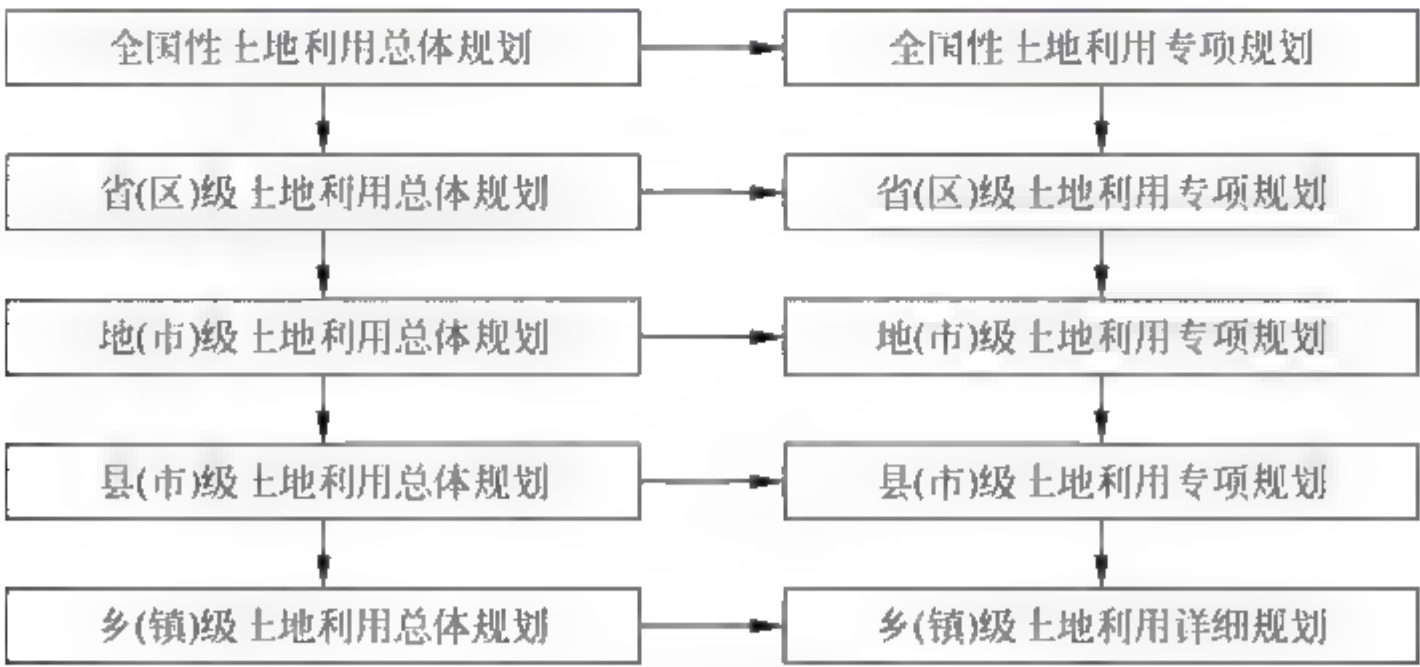 全国性土地利用总体规划
全国性土地利用专项规划
省(区)级土地利用总体规划
省(区)级土地利用专项规划
地(市)级土地利用总体规划
地(市)级土地利用专项规划
县(市)级土地利用总体规划
县(市)级土地利用专项规划
乡(镇)级土地利用总体规划
乡(镇)级土地利用详细规划